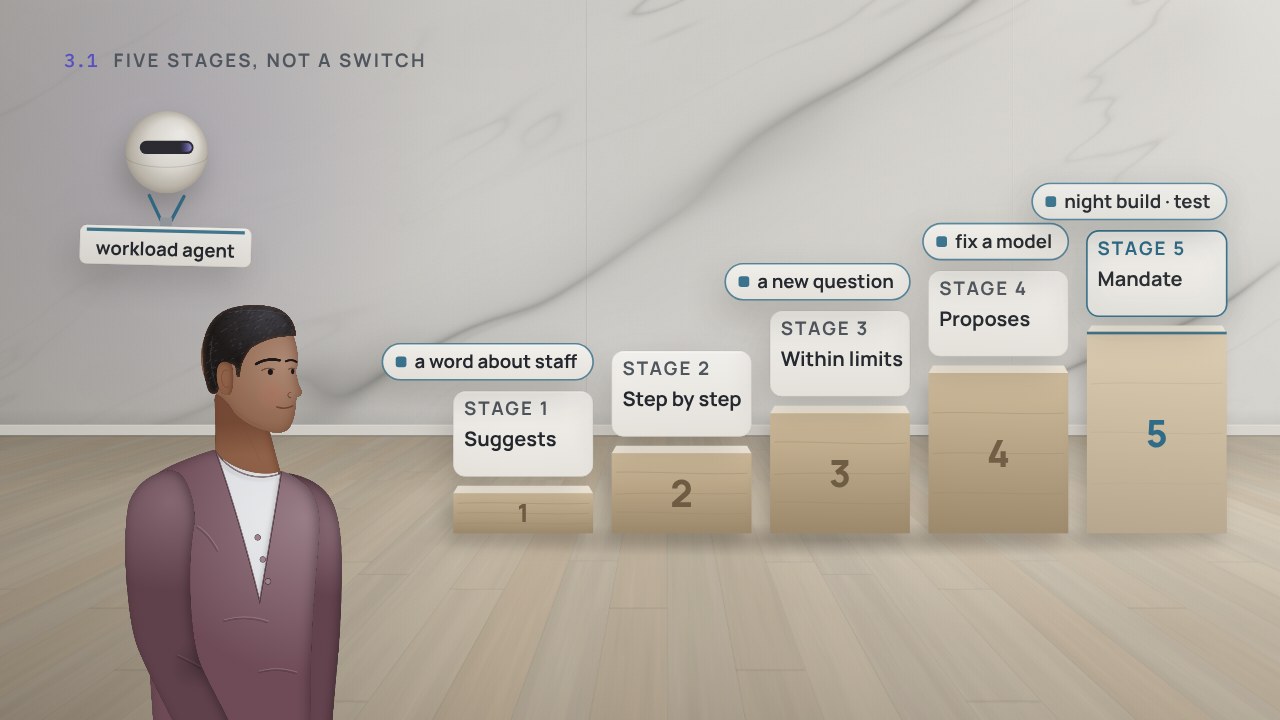 3.1 FIVE STAGES, NOT A SWITCH
workload agent
a word about staff
STAGE 1
Suggests
1
STAGE 2
Step by step
2
a new question
STAGE 3
Within limits
3
fix a model
STAGE 4
Proposes
4
night build · test
STAGE 5
Mandate
5